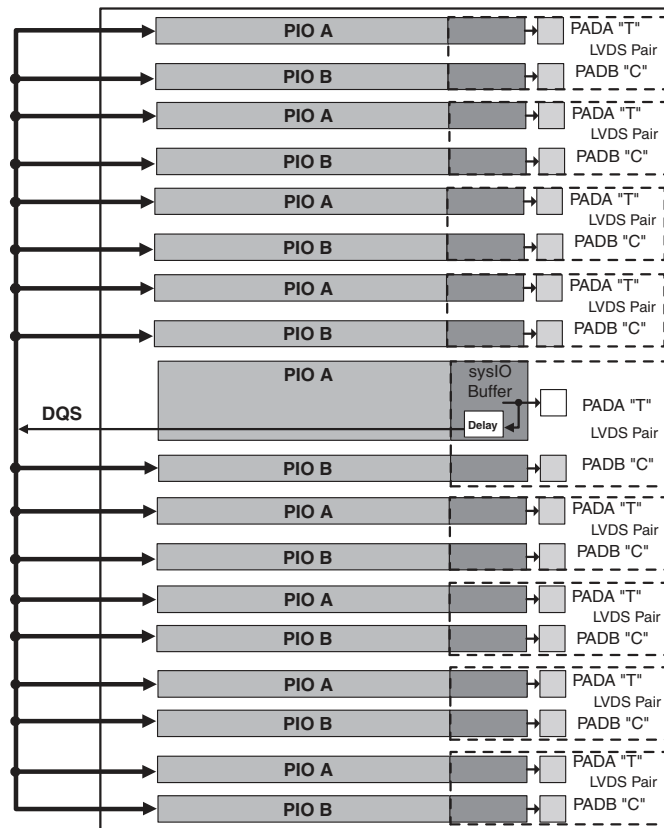 PIO A PADA "T"
LVDS Pair
PIO B PADB "C"
PIO A PADA "T"
LVDS Pair
PIO B PADB "C"
PIO A PADA "T"
LVDS Pair
PIO B PADB "C"
PIO A PADA "T"
LVDS Pair
PIO B PADB "C"
PIO A sysIO
Buffer
PADA "T"
DQS Delay
LVDS Pair
PIO B PADB "C"
PIO A PADA "T"
LVDS Pair
PIO B PADB "C"
PIO A PADA "T"
LVDS Pair
PIO B PADB "C"
PIO A PADA "T"
LVDS Pair
PIO B PADB "C"
PIO A PADA "T"
LVDS Pair
PIO B PADB "C"